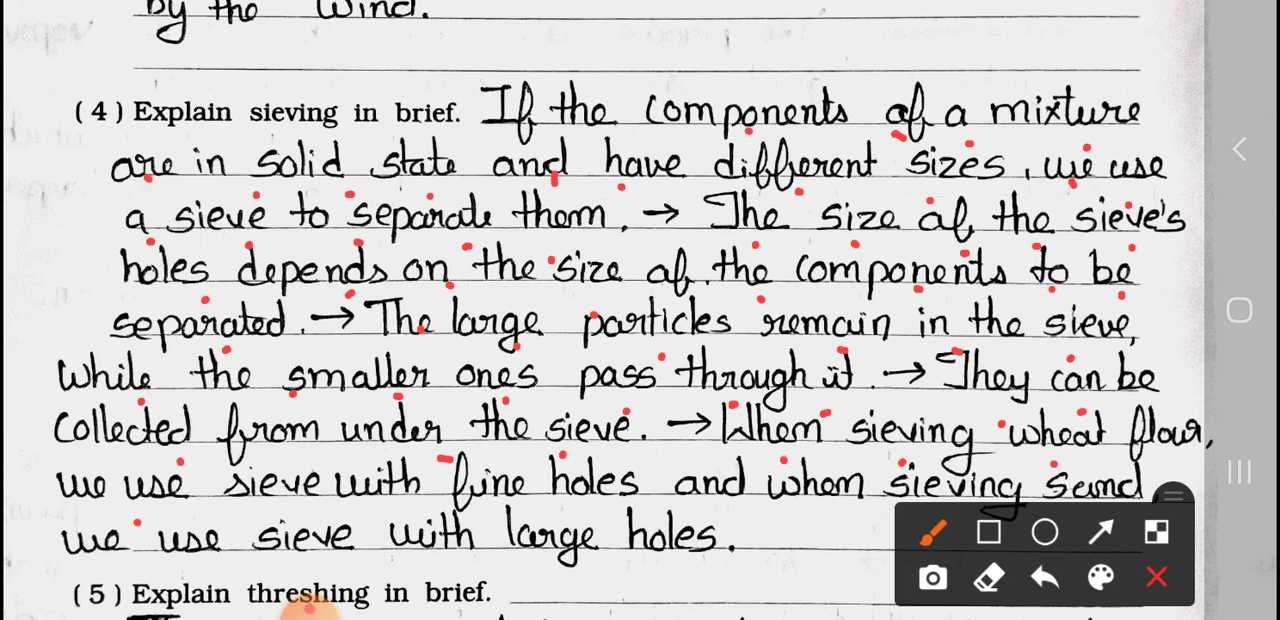 by the wind.
(4) Explain sieving in brief. If the components of a mixture
are in solid state and have different sizes, we use
a sieve to separate them. → The size of the sieve's
holes depends on the size of the components to be
separated. → The large particles remain in the sieve,
while the smaller ones pass through it. → They can be
collected from under the sieve. → When sieving wheat flour,
we use sieve with fine holes and when sieving sand,
we use sieve with large holes.
(5) Explain threshing in brief.